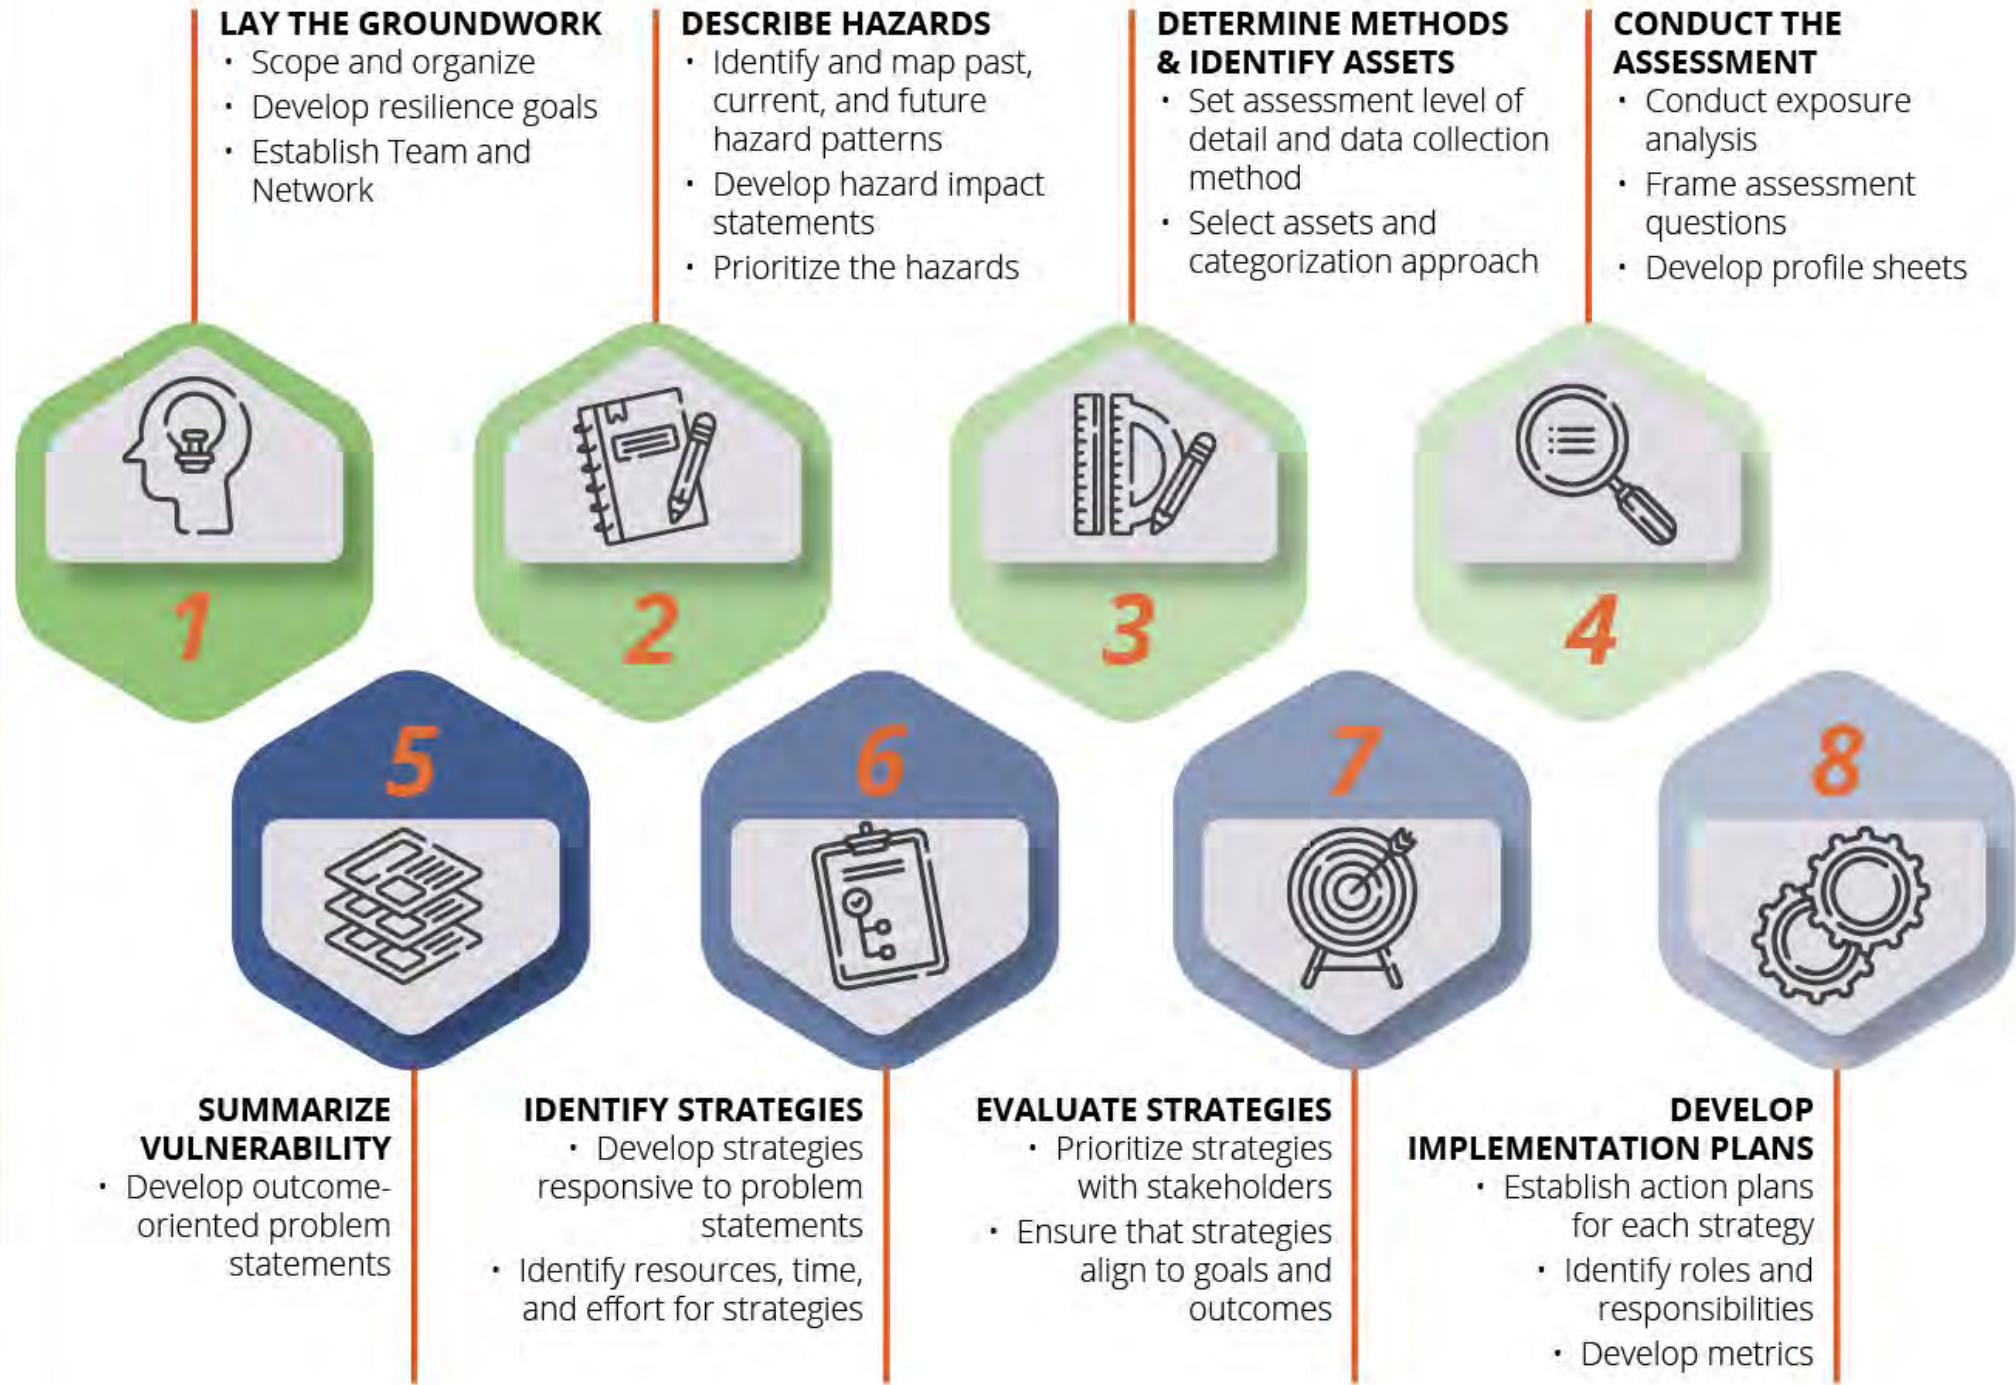 LAY THE GROUNDWORK
• Scope and organize
• Develop resilience goals
• Establish Team and
Network
DESCRIBE HAZARDS
• Identify and map past,
current, and future
hazard patterns
• Develop hazard impact
statements
• Prioritize the hazards
DETERMINE METHODS
& IDENTIFY ASSETS
• Set assessment level of
detail and data collection
method
• Select assets and
categorization approach
CONDUCT THE
ASSESSMENT
• Conduct exposure
analysis
• Frame assessment
questions
• Develop profile sheets
1
2
3
4
5
6
7
8
SUMMARIZE
VULNERABILITY
• Develop outcome-
oriented problem
statements
IDENTIFY STRATEGIES
• Develop strategies
responsive to problem
statements
• Identify resources, time,
and effort for strategies
EVALUATE STRATEGIES
• Prioritize strategies
with stakeholders
• Ensure that strategies
align to goals and
outcomes
DEVELOP
IMPLEMENTATION PLANS
• Establish action plans
for each strategy
• Identify roles and
responsibilities
• Develop metrics